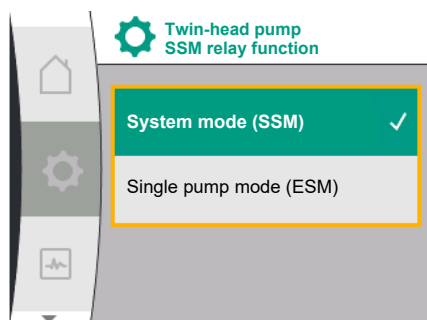 Twin-head pump
SSM relay function
System mode (SSM)
Single pump mode (ESM)